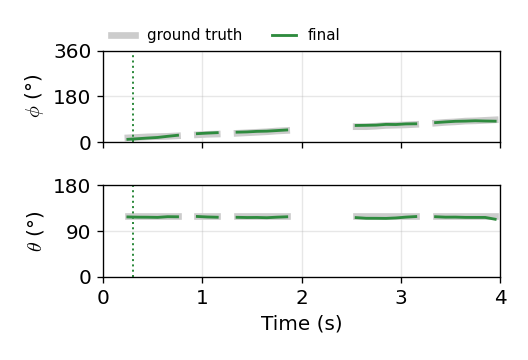 ground truth final
360
180
0
ϕ (°)
180
90
0
θ (°)
0 1 2 3 4
Time (s)